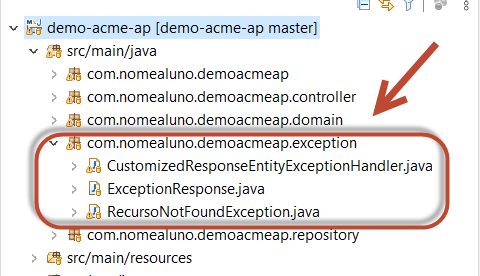 demo-acme-ap [demo-acme-ap master]
src/main/java
com.nomealuno.demoacmeap
com.nomealuno.demoacmeap.controller
com.nomealuno.demoacmeap.domain
com.nomealuno.demoacmeap.exception
CustomizedResponseEntityExceptionHandler.java
ExceptionResponse.java
RecursoNotFoundException.java
com.nomealuno.demoacmeap.repository
src/main/resources